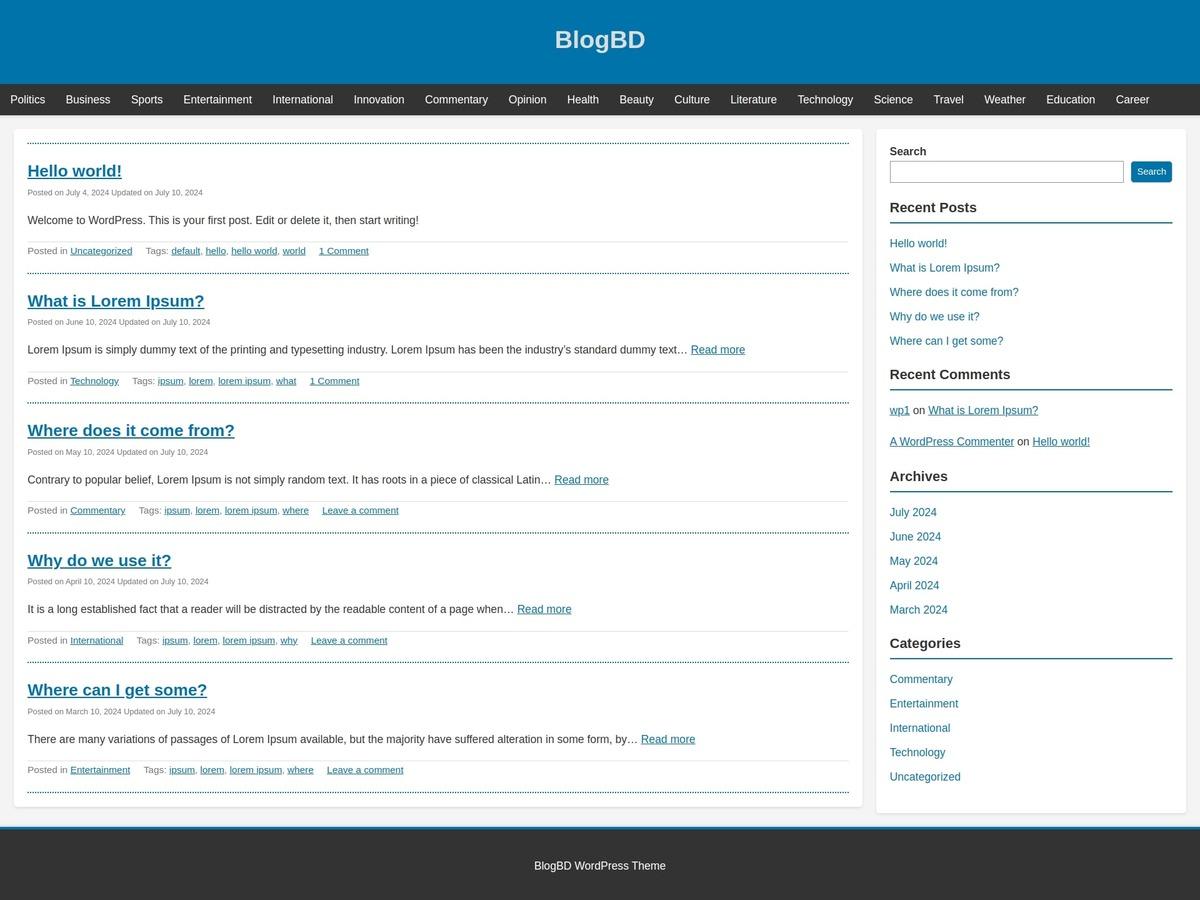 BlogBD
Politics Business Sports Entertainment International Innovation Commentary Opinion Health Beauty Culture Literature Technology Science Travel Weather Education Career
Hello world!
Posted on July 4, 2024 Updated on July 10, 2024
Welcome to WordPress. This is your first post. Edit or delete it, then start writing!
Posted in Uncategorized Tags: default, hello, hello world, world 1 Comment
What is Lorem Ipsum?
Posted on June 10, 2024 Updated on July 10, 2024
Lorem Ipsum is simply dummy text of the printing and typesetting industry. Lorem Ipsum has been the industry’s standard dummy text… Read more
Posted in Technology Tags: ipsum, lorem, lorem ipsum, what 1 Comment
Where does it come from?
Posted on May 10, 2024 Updated on July 10, 2024
Contrary to popular belief, Lorem Ipsum is not simply random text. It has roots in a piece of classical Latin… Read more
Posted in Commentary Tags: ipsum, lorem, lorem ipsum, where Leave a comment
Why do we use it?
Posted on April 10, 2024 Updated on July 10, 2024
It is a long established fact that a reader will be distracted by the readable content of a page when… Read more
Posted in International Tags: ipsum, lorem, lorem ipsum, why Leave a comment
Where can I get some?
Posted on March 10, 2024 Updated on July 10, 2024
There are many variations of passages of Lorem Ipsum available, but the majority have suffered alteration in some form, by… Read more
Posted in Entertainment Tags: ipsum, lorem, lorem ipsum, where Leave a comment
Search
Search
Recent Posts
Hello world!
What is Lorem Ipsum?
Where does it come from?
Why do we use it?
Where can I get some?
Recent Comments
wp1 on What is Lorem Ipsum?
A WordPress Commenter on Hello world!
Archives
July 2024
June 2024
May 2024
April 2024
March 2024
Categories
Commentary
Entertainment
International
Technology
Uncategorized
BlogBD WordPress Theme